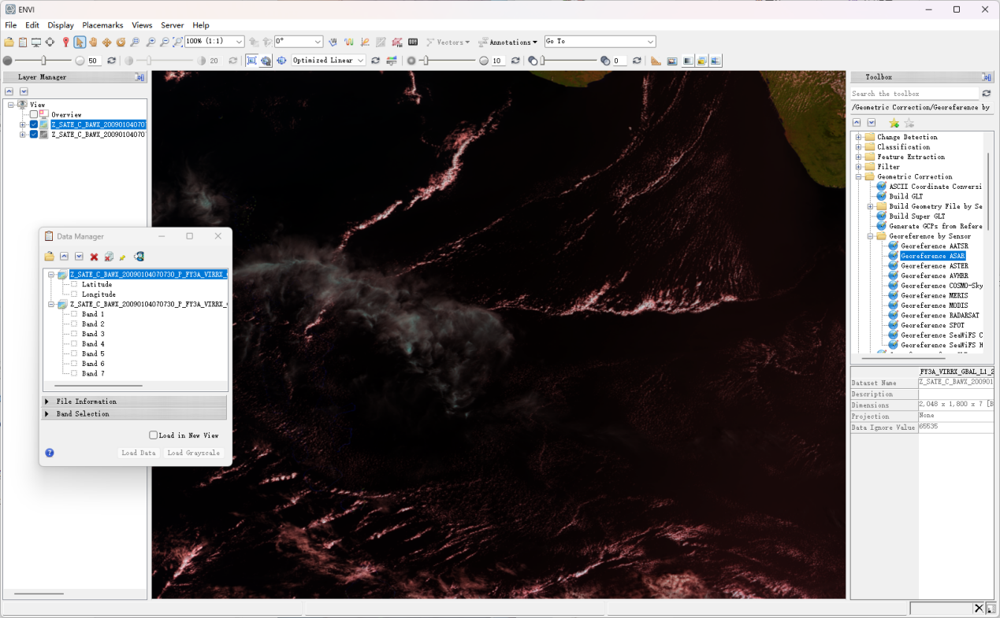 ENVI
File Edit Display Placemarks Views Server Help
100% (1:1) 0° Vectors Annotations Go To
50 20 Optimized Linear 10 0
Layer Manager
View
Overview
Z_SATE_C_BAWX_20090104070
Z_SATE_C_BAWX_20090104070
Data Manager
Z_SATE_C_BAWX_20090104070730_P_FY3A_VIRRX_
Latitude
Longitude
Z_SATE_C_BAWX_20090104070730_P_FY3A_VIRRX_
Band 1
Band 2
Band 3
Band 4
Band 5
Band 6
Band 7
File Information
Band Selection
Load in New View
Load Data Load Grayscale
Toolbox
Search the toolbox
/Geometric Correction/Georeference by
Change Detection
Classification
Feature Extraction
Filter
Geometric Correction
ASCII Coordinate Conversi
Build GLT
Build Geometry File by Se
Build Super GLT
Generate GCPs from Refere
Georeference by Sensor
Georeference AATSR
Georeference ASAR
Georeference ASTER
Georeference AVHRR
Georeference COSMO-Sky
Georeference MERIS
Georeference MODIS
Georeference RADARSAT
Georeference SPOT
Georeference SeaWiFS C
Georeference SeaWiFS H
_FY3A_VIRRX_GBAL_L1_2
Dataset Name Z_SATE_C_BAWX_200901
Description
Dimensions 2,048 x 1,800 x 7 [B
Projection None
Data Ignore Value 65535